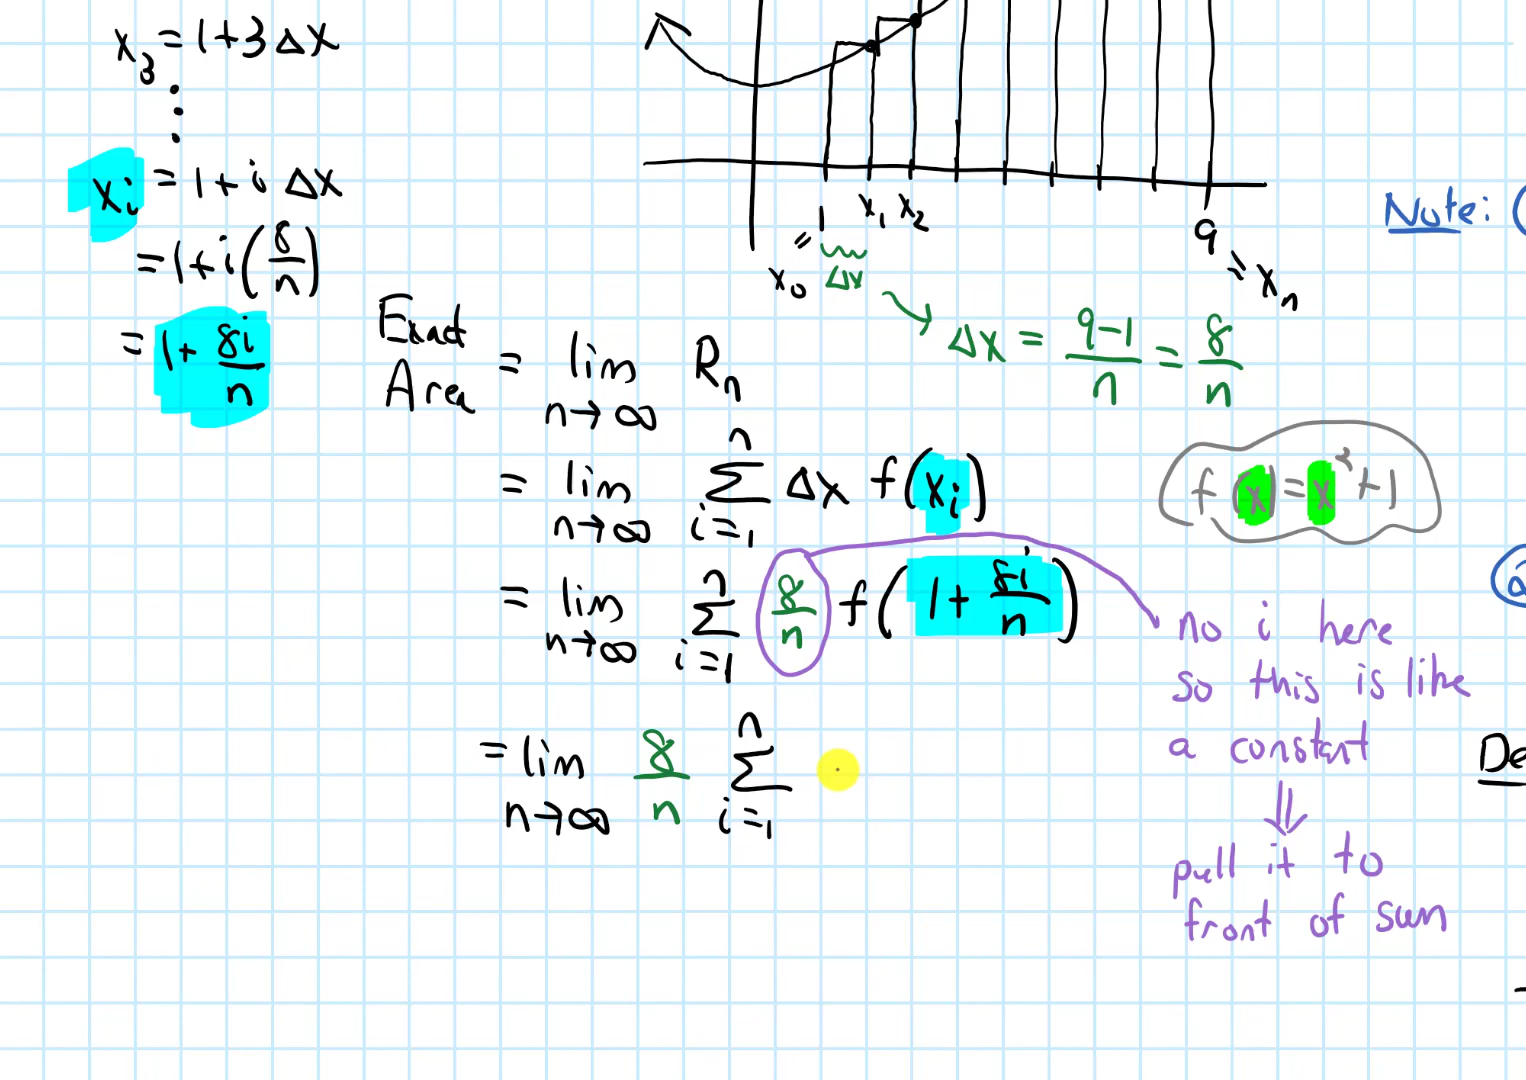 x₃ = 1+3Δx
⋮
xᵢ = 1+i Δx
= 1+i(8/n)
= 1+ 8i/n
1 x₁ x₂ 9
= =
x₀ Δx xₙ
Δx = 9-1/n = 8/n
Note: (
Exact Area = lim n→∞ Rₙ
= lim n→∞ Σ i=1 n Δx f(xᵢ)
f(x) = x²+1
= lim n→∞ Σ i=1 n 8/n f(1+ 8i/n)
no i here
so this is like
a constant
⇓
pull it to
front of sum
= lim n→∞ 8/n Σ i=1 n